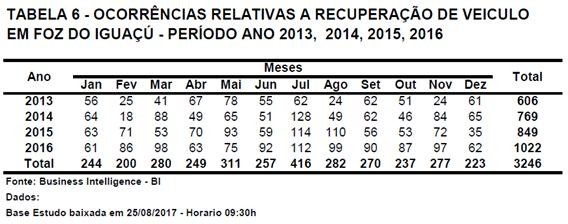 TABELA 6 - OCORRÊNCIAS RELATIVAS A RECUPERAÇÃO DE VEICULO
EM FOZ DO IGUAÇÚ - PERÍODO ANO 2013, 2014, 2015, 2016
Meses
Ano Total
Jan Fev Mar Abr Mai Jun Jul Ago Set Out Nov Dez
2013 56 25 41 67 78 55 62 24 62 51 24 61 606
2014 64 18 88 49 65 51 128 49 62 46 84 65 769
2015 63 71 53 70 93 59 114 110 56 53 72 35 849
2016 61 86 98 63 75 92 112 99 90 87 97 62 1022
Total 244 200 280 249 311 257 416 282 270 237 277 223 3246
Fonte: Business Intelligence - BI
Dados:
Base Estudo baixada em 25/08/2017 - Horario 09:30h